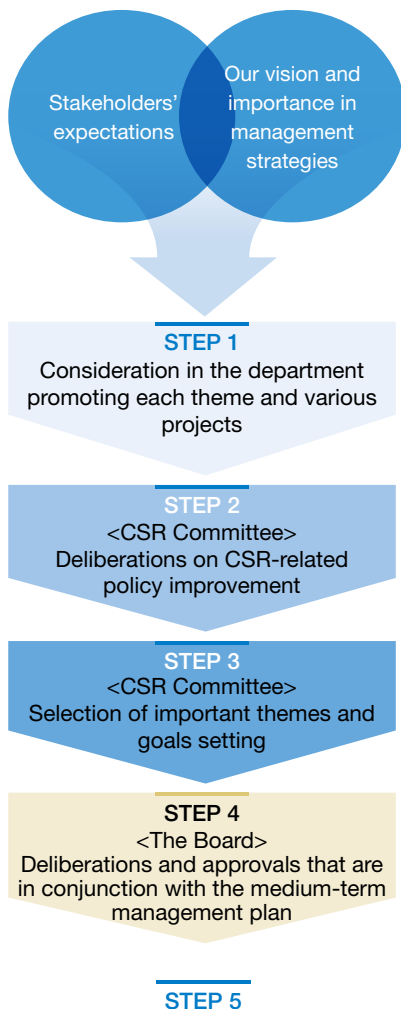 Stakeholders'
expectations
Our vision and
importance in
management
strategies
STEP 1
Consideration in the department
promoting each theme and various
projects
STEP 2
<CSR Committee>
Deliberations on CSR-related
policy improvement
STEP 3
<CSR Committee>
Selection of important themes and
goals setting
STEP 4
<The Board>
Deliberations and approvals that are
in conjunction with the medium-term
management plan
STEP 5